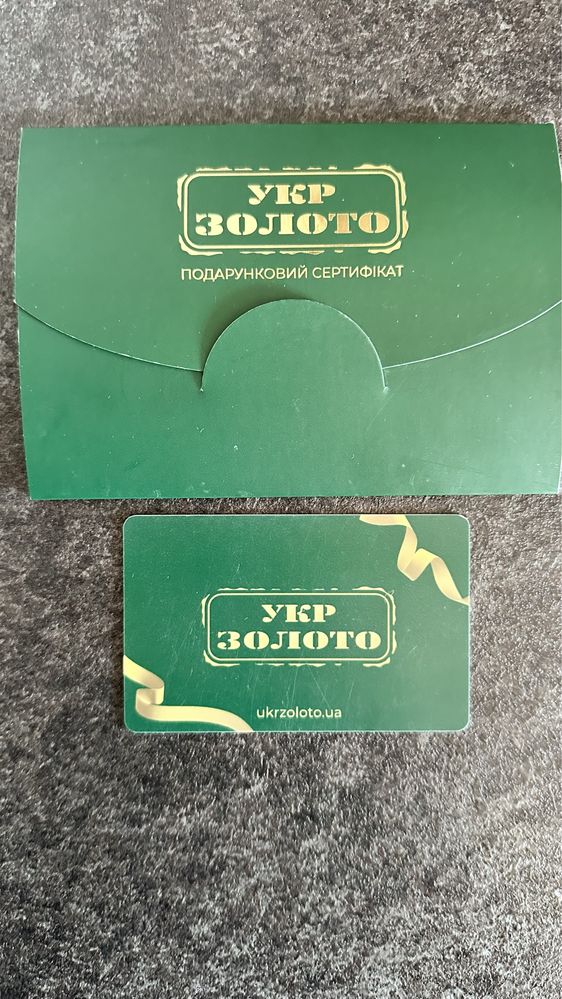 УКР
ЗОЛОТО
ПОДАРУНКОВИЙ СЕРТИФІКАТ
УКР
ЗОЛОТО
ukrzoloto.ua